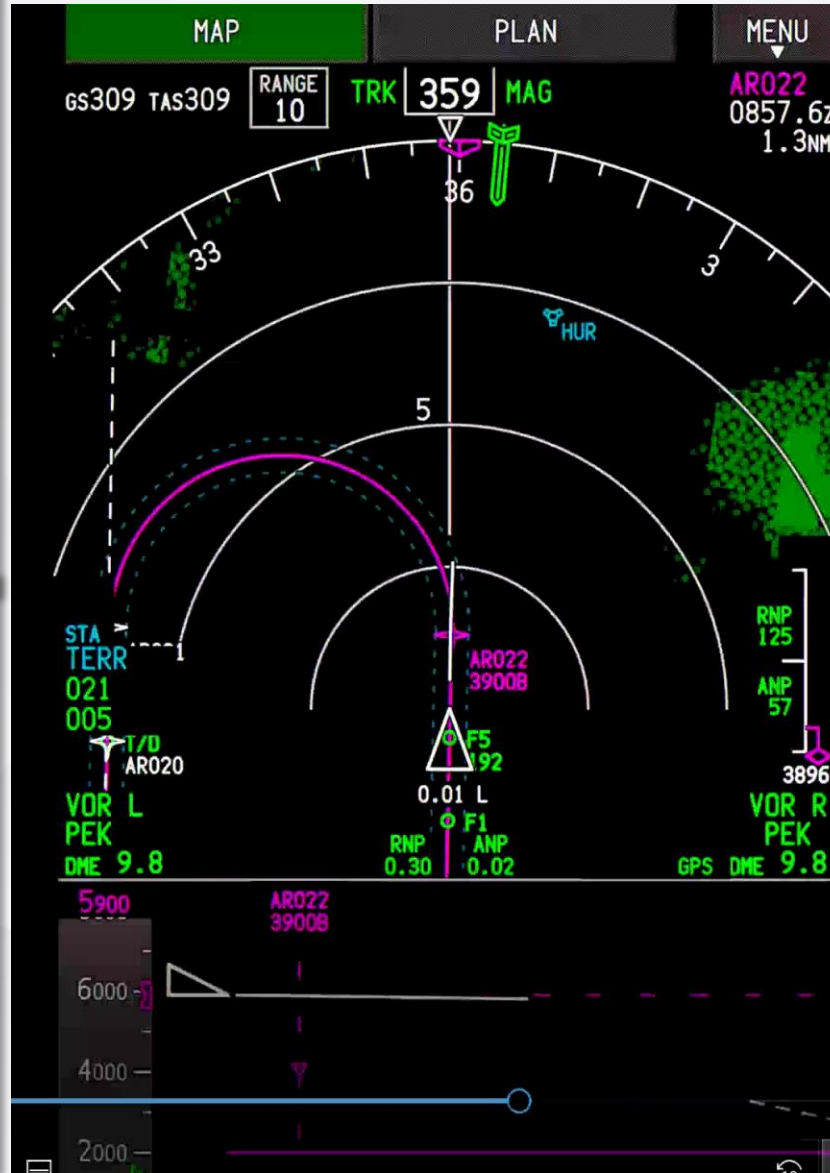 MAP
PLAN
MENU
GS309 TAS309
RANGE
10
TRK 359 MAG
AR022
0857.6Z
1.3NM
36
33
3
HUR
5
STA
TERR
021
005
T/D
AR020
VOR L
PEK
DME 9.8
AR022
3900B
F5
0.01 L
F1
RNP
0.30
ANP
0.02
RNP
125
ANP
57
3896
VOR R
PEK
GPS DME 9.8
5900
AR022
3900B
6000
4000
2000